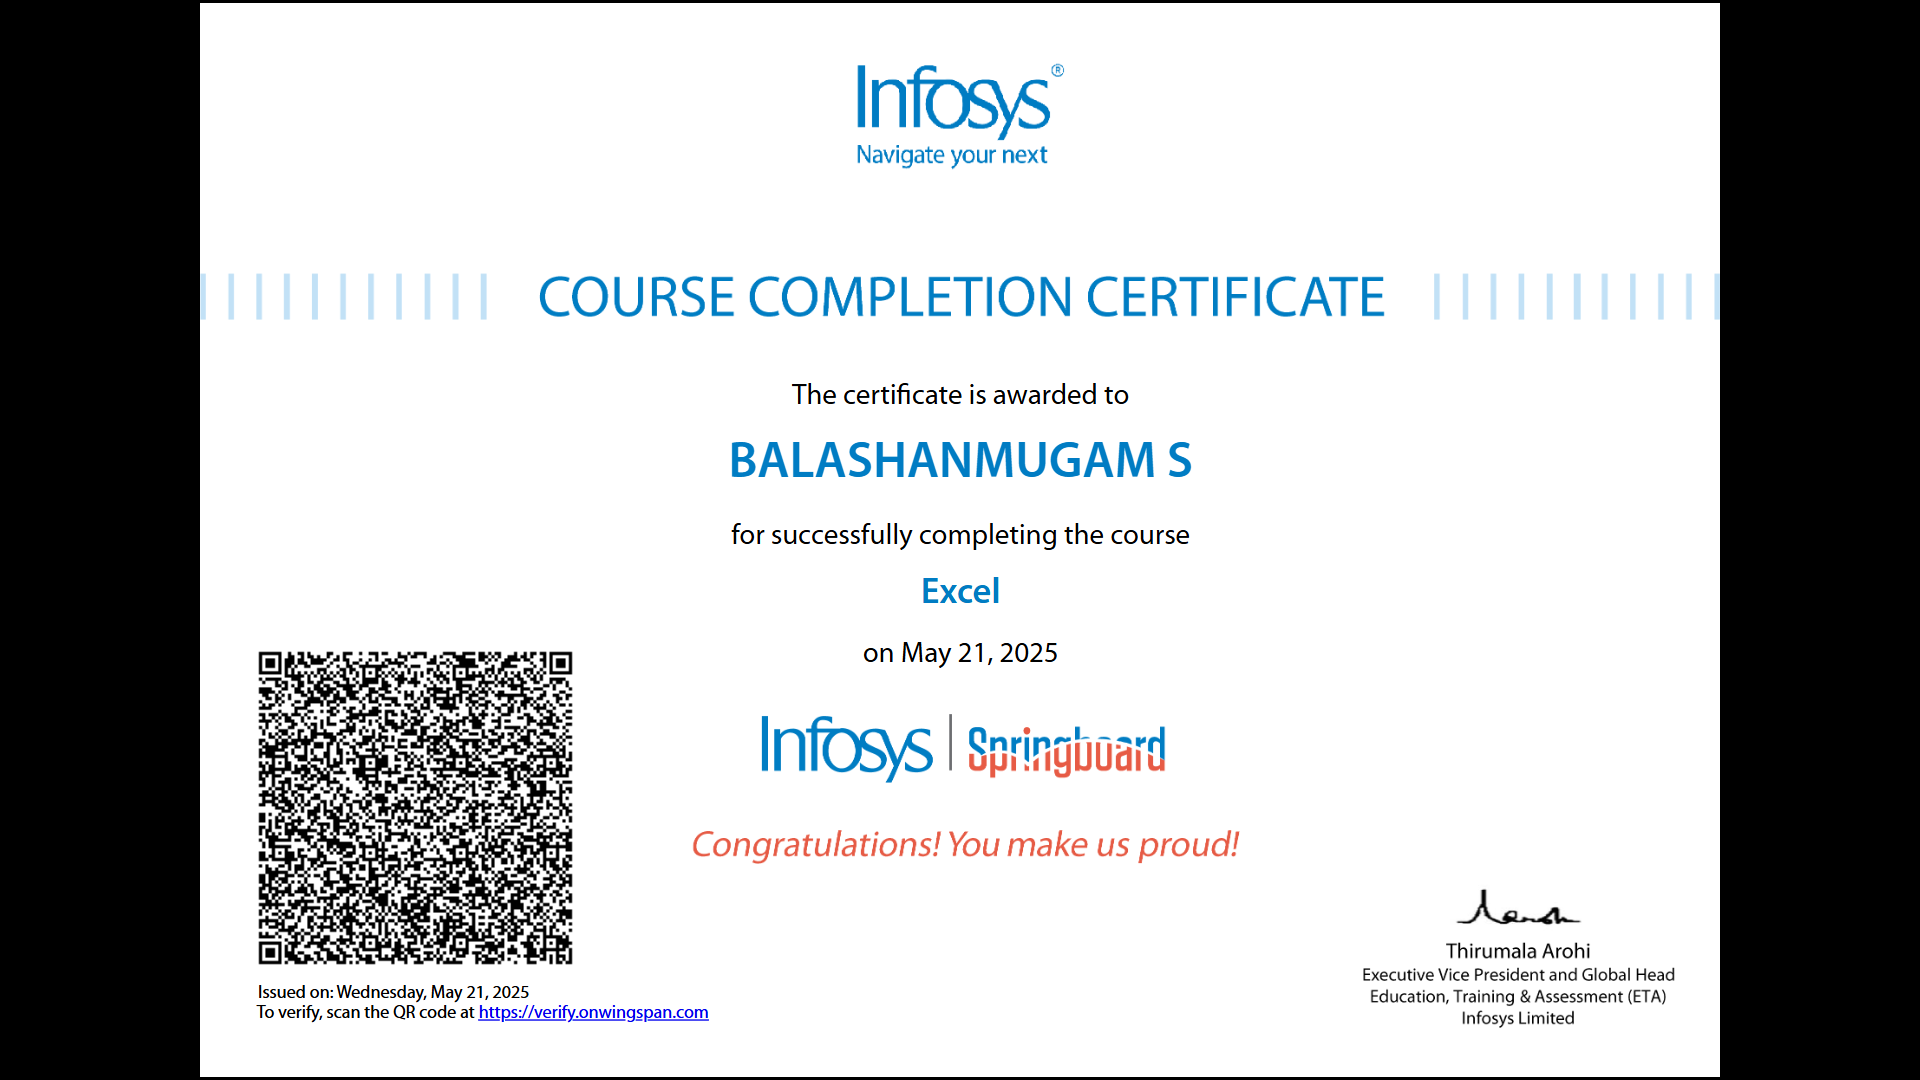 Infosys®
Navigate your next
COURSE COMPLETION CERTIFICATE
The certificate is awarded to
BALASHANMUGAM S
for successfully completing the course
Excel
on May 21, 2025
Infosys | Springboard
Congratulations! You make us proud!
Issued on: Wednesday, May 21, 2025
To verify, scan the QR code at https://verify.onwingspan.com
Thirumala Arohi
Executive Vice President and Global Head
Education, Training & Assessment (ETA)
Infosys Limited